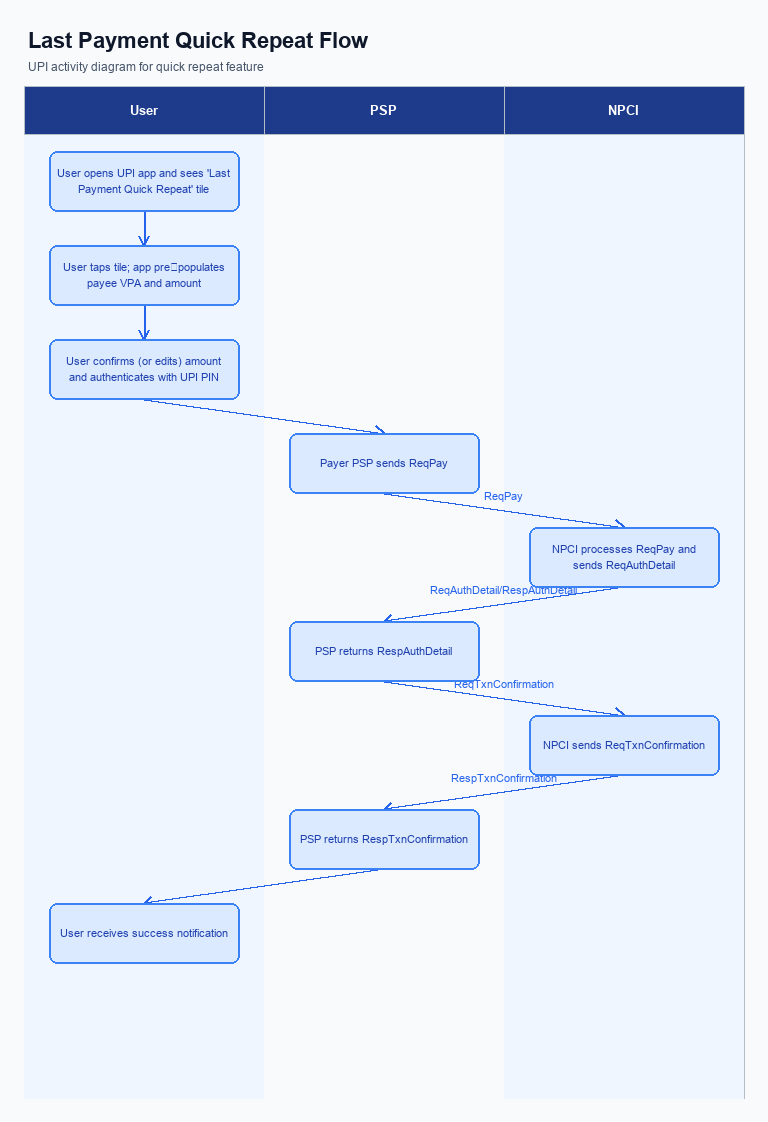 Last Payment Quick Repeat Flow
UPI activity diagram for quick repeat feature
User
PSP
NPCI
User opens UPI app and sees 'Last
Payment Quick Repeat' tile
User taps tile; app pre□populates
payee VPA and amount
User confirms (or edits) amount
and authenticates with UPI PIN
Payer PSP sends ReqPay
ReqPay
NPCI processes ReqPay and
sends ReqAuthDetail
ReqAuthDetail/RespAuthDetail
PSP returns RespAuthDetail
ReqTxnConfirmation
NPCI sends ReqTxnConfirmation
RespTxnConfirmation
PSP returns RespTxnConfirmation
User receives success notification